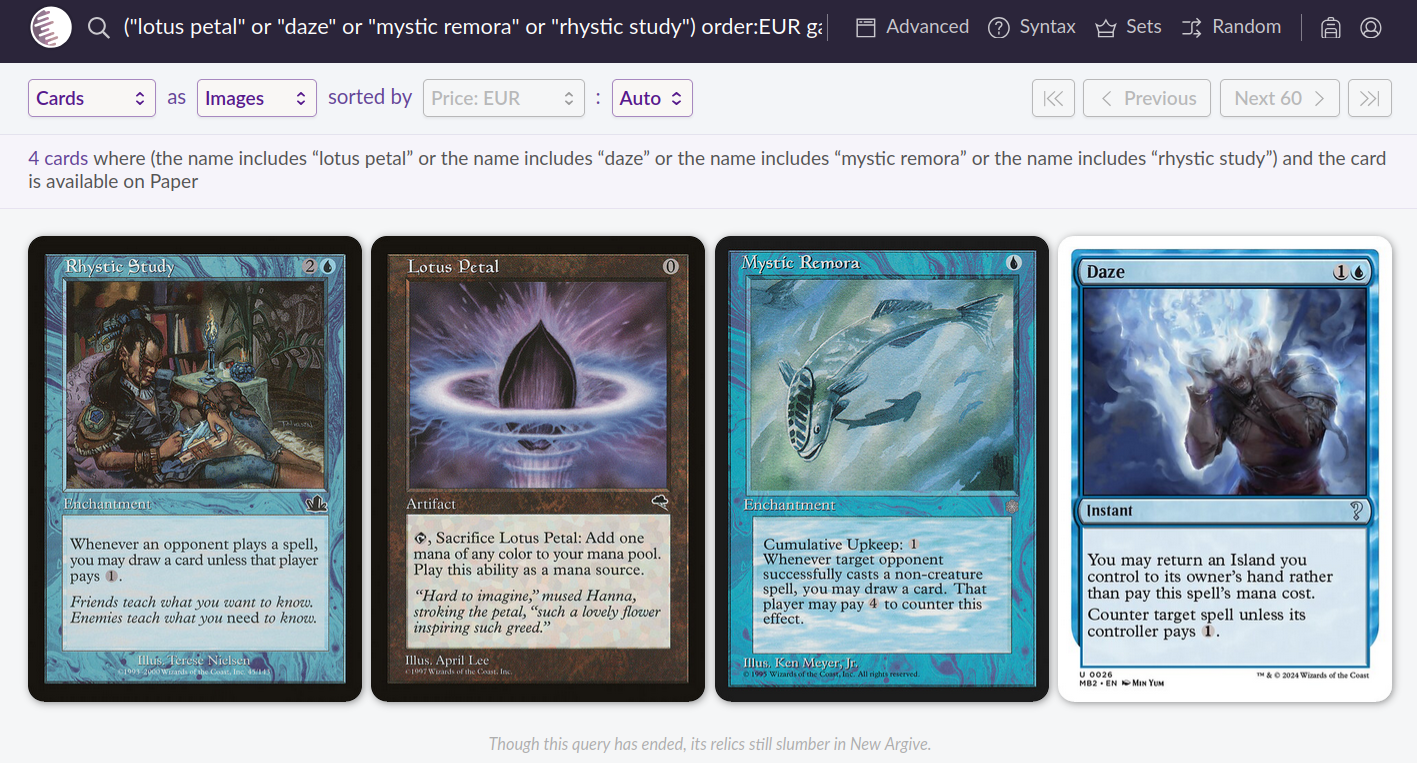 ("lotus petal" or "daze" or "mystic remora" or "rhystic study") order:EUR ga
Advanced
Syntax
Sets
Random
Cards as Images sorted by Price: EUR : Auto
Previous
Next 60
4 cards where (the name includes “lotus petal” or the name includes “daze” or the name includes “mystic remora” or the name includes “rhystic study”) and the card
is available on Paper
Rhystic Study
2
Enchantment
Whenever an opponent plays a spell,
you may draw a card unless that player
pays 1.
Friends teach what you want to know.
Enemies teach what you need to know.
Illus. Terese Nielsen
©1993-2000 Wizards of the Coast, Inc. 45/143
Lotus Petal
0
Artifact
, Sacrifice Lotus Petal: Add one
mana of any color to your mana pool.
Play this ability as a mana source.
“Hard to imagine,” mused Hanna,
stroking the petal, “such a lovely flower
inspiring such greed.”
Illus. April Lee
©1997 Wizards of the Coast, Inc.
Mystic Remora
Enchantment
Cumulative Upkeep: 1
Whenever target opponent
successfully casts a non-creature
spell, you may draw a card. That
player may pay 4 to counter this
effect.
Illus. Ken Meyer, Jr.
© 1995 Wizards of the Coast, Inc. All rights reserved.
Daze
1
Instant
You may return an Island you
control to its owner’s hand rather
than pay this spell’s mana cost.
Counter target spell unless its
controller pays 1.
U 0026
MB2 • EN Min Yum
™ & © 2024 Wizards of the Coast
Though this query has ended, its relics still slumber in New Argive.